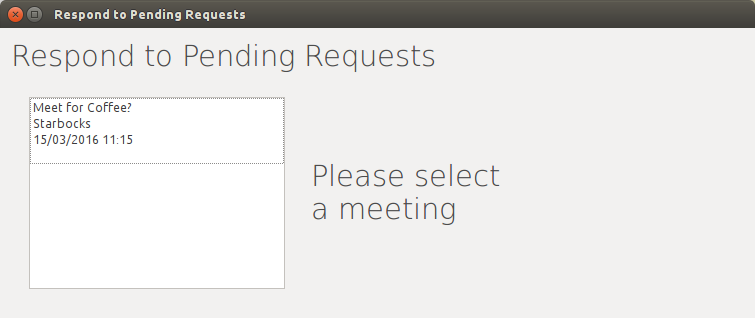 Respond to Pending Requests
Respond to Pending Requests
Meet for Coffee?
Starbocks
15/03/2016 11:15
Please select
a meeting